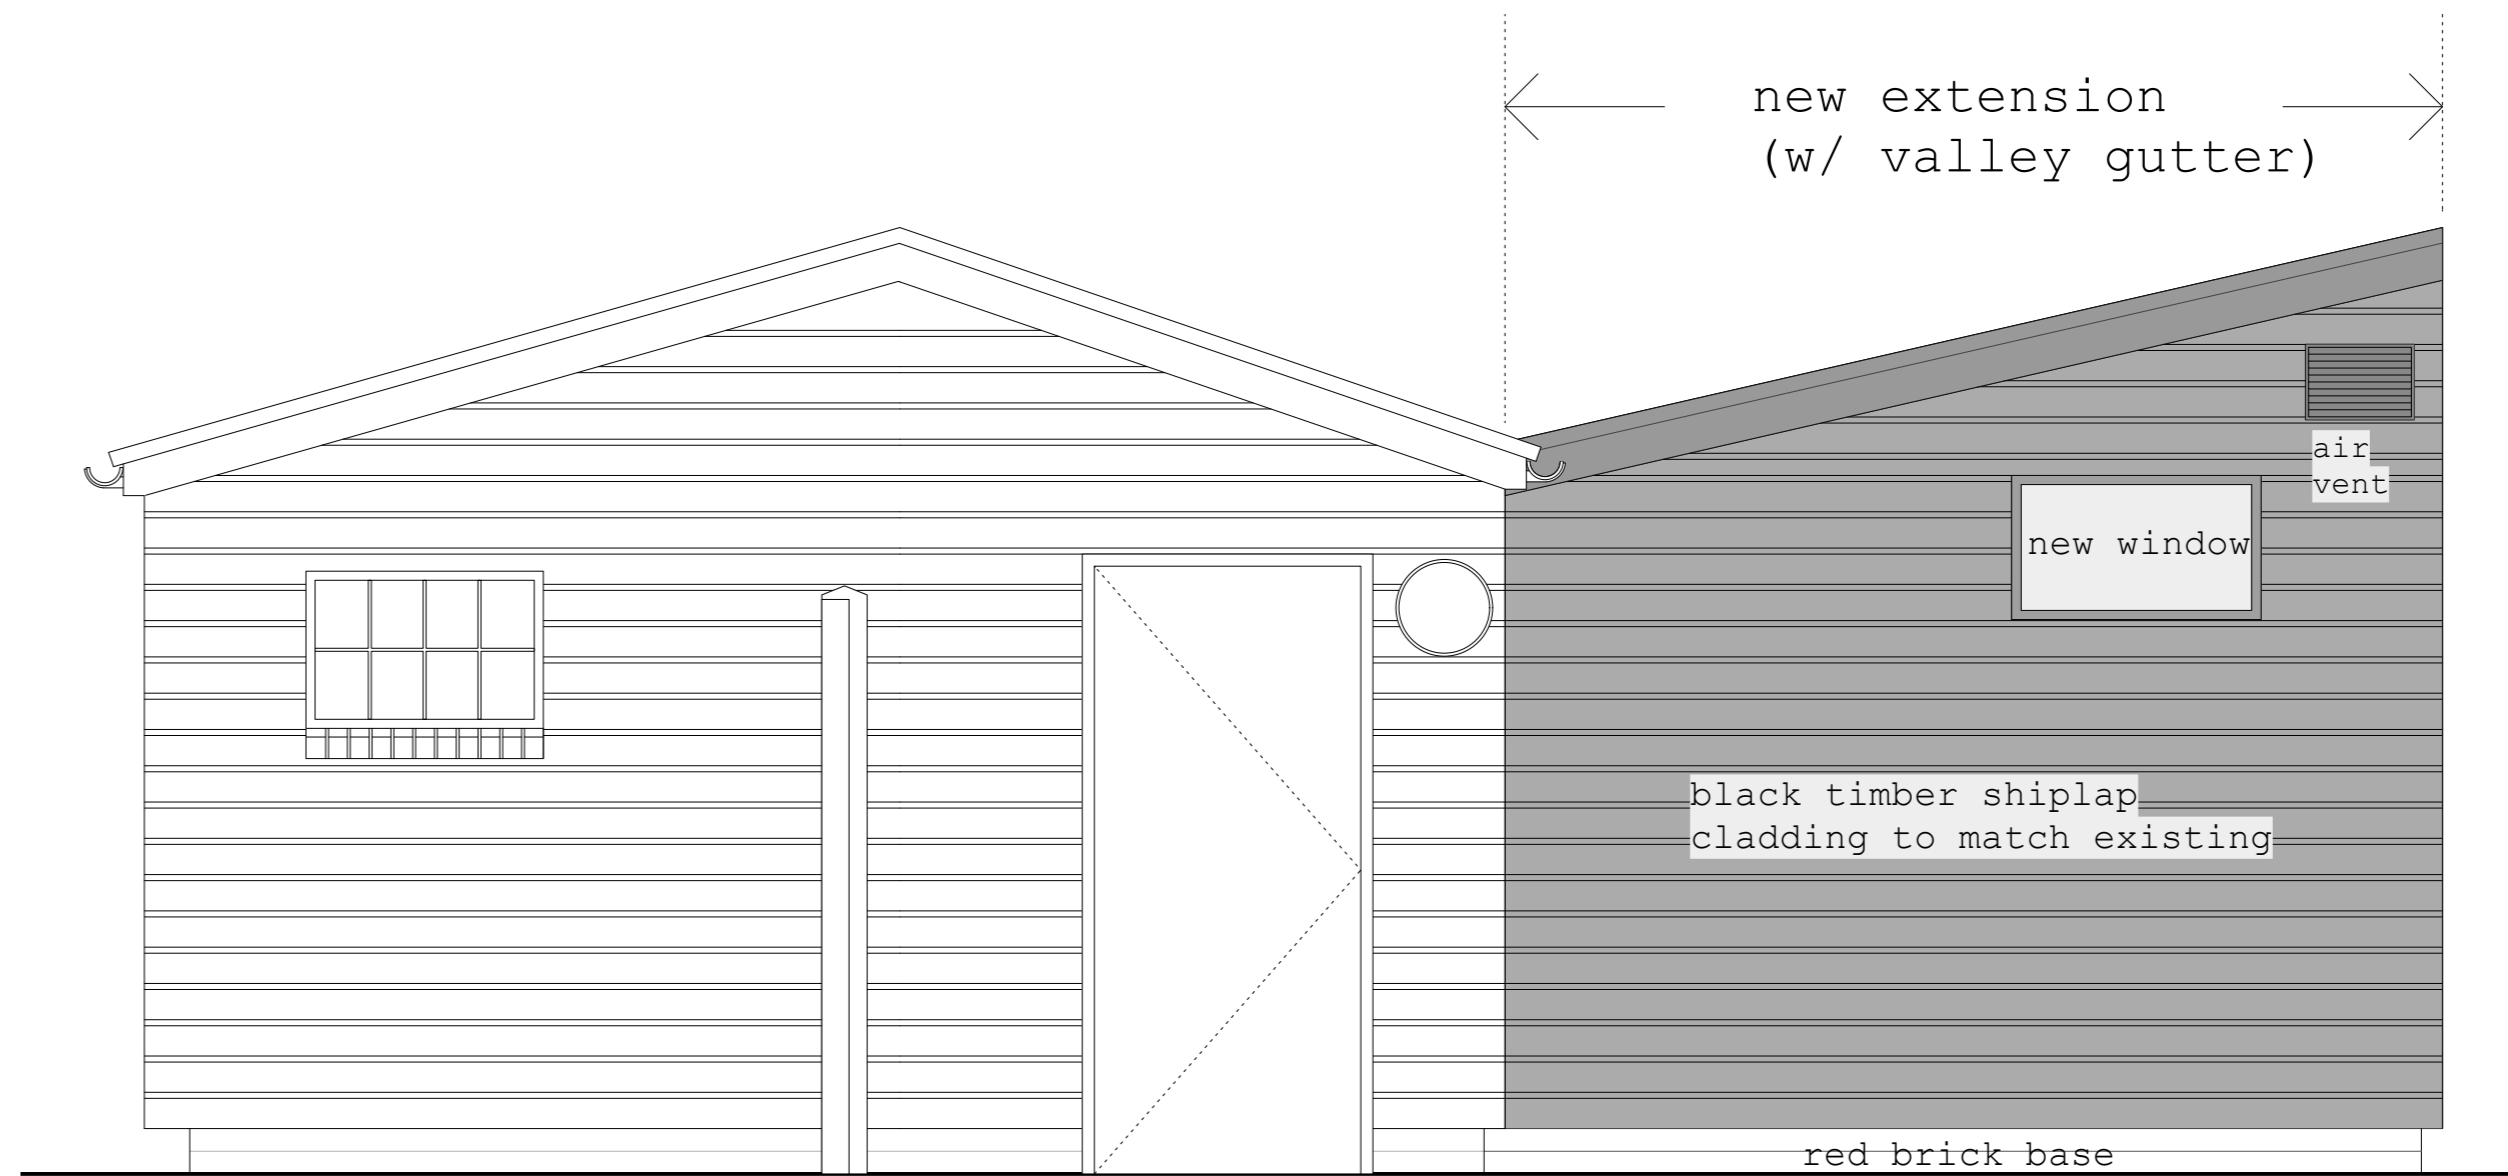 new extension
(w/ valley gutter)
air
vent
new window
black timber shiplap
cladding to match existing
red brick base